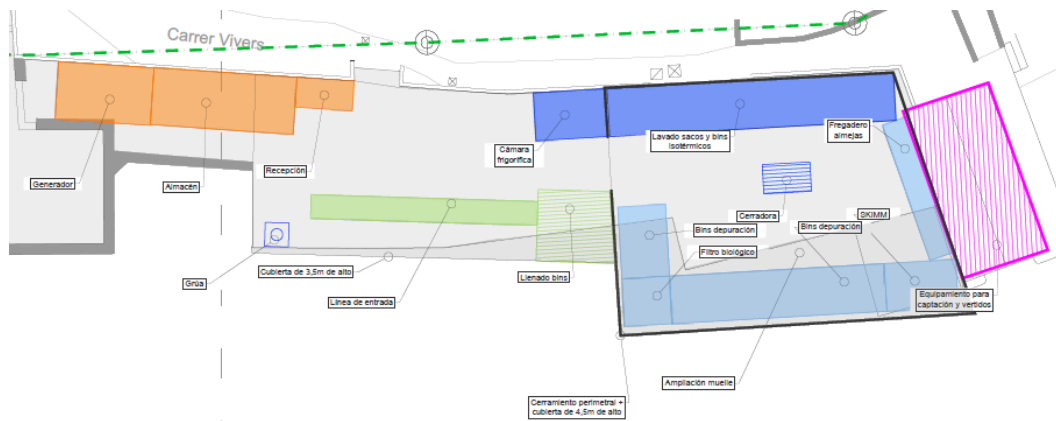 Carrer Vivers
Cámara
frigorífica
Lavado sacos y bins
isotérmicos
Fregadero
almejas
Recepción
Generador
Almacén
Cerradora
SKIMM
Bins depuración
Bins depuración
Filtro biológico
Cubierta de 3,5m de alto
Llenado bins
Grúa
Línea de entrada
Equipamiento para
captación y vertidos
Ampliación muelle
Cerramiento perimetral +
cubierta de 4,5m de alto